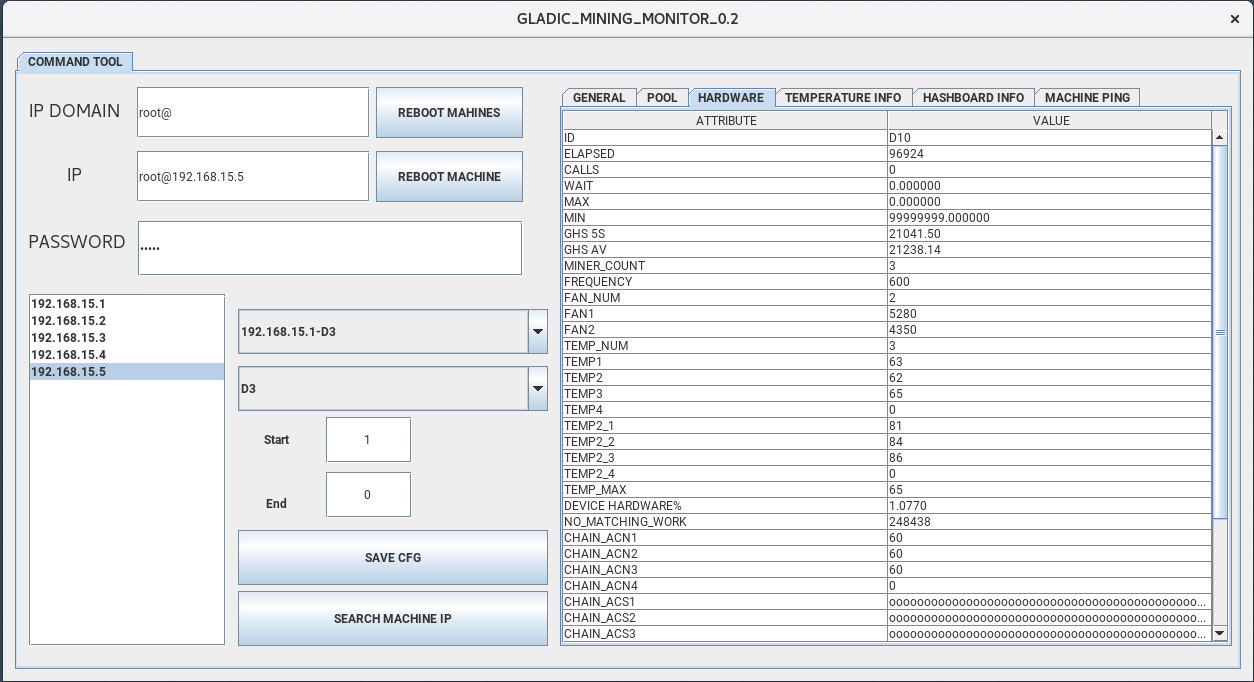 GLADIC_MINING_MONITOR_0.2 ×
COMMAND TOOL
IP DOMAIN root@ REBOOT MAHINES
IP root@192.168.15.5 REBOOT MACHINE
PASSWORD •••••
192.168.15.1
192.168.15.2
192.168.15.3
192.168.15.4
192.168.15.5
192.168.15.1-D3
D3
Start 1
End 0
SAVE CFG
SEARCH MACHINE IP
GENERAL POOL HARDWARE TEMPERATURE INFO HASHBOARD INFO MACHINE PING
ATTRIBUTE VALUE
ID D10
ELAPSED 96924
CALLS 0
WAIT 0.000000
MAX 0.000000
MIN 99999999.000000
GHS 5S 21041.50
GHS AV 21238.14
MINER_COUNT 3
FREQUENCY 600
FAN_NUM 2
FAN1 5280
FAN2 4350
TEMP_NUM 3
TEMP1 63
TEMP2 62
TEMP3 65
TEMP4 0
TEMP2_1 81
TEMP2_2 84
TEMP2_3 86
TEMP2_4 0
TEMP_MAX 65
DEVICE HARDWARE% 1.0770
NO_MATCHING_WORK 248438
CHAIN_ACN1 60
CHAIN_ACN2 60
CHAIN_ACN3 60
CHAIN_ACN4 0
CHAIN_ACS1 oooooooooooooooooooooooooooooooooooooooooooo...
CHAIN_ACS2 oooooooooooooooooooooooooooooooooooooooooooo...
CHAIN_ACS3 oooooooooooooooooooooooooooooooooooooooooooo...